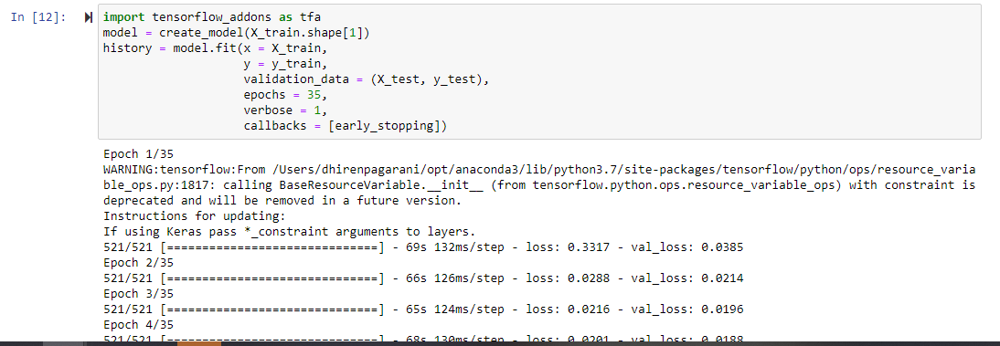 In [12]:
import tensorflow_addons as tfa
model = create_model(X_train.shape[1])
history = model.fit(x = X_train,
y = y_train,
validation_data = (X_test, y_test),
epochs = 35,
verbose = 1,
callbacks = [early_stopping])
Epoch 1/35
WARNING:tensorflow:From /Users/dhirenpagarani/opt/anaconda3/lib/python3.7/site-packages/tensorflow/python/ops/resource_varia
ble_ops.py:1817: calling BaseResourceVariable.__init__ (from tensorflow.python.ops.resource_variable_ops) with constraint is
deprecated and will be removed in a future version.
Instructions for updating:
If using Keras pass *_constraint arguments to layers.
521/521 [==============================] - 69s 132ms/step - loss: 0.3317 - val_loss: 0.0385
Epoch 2/35
521/521 [==============================] - 66s 126ms/step - loss: 0.0288 - val_loss: 0.0214
Epoch 3/35
521/521 [==============================] - 65s 124ms/step - loss: 0.0216 - val_loss: 0.0196
Epoch 4/35
521/521 [==============================] - 68s 130ms/step - loss: 0.0201 - val_loss: 0.0188